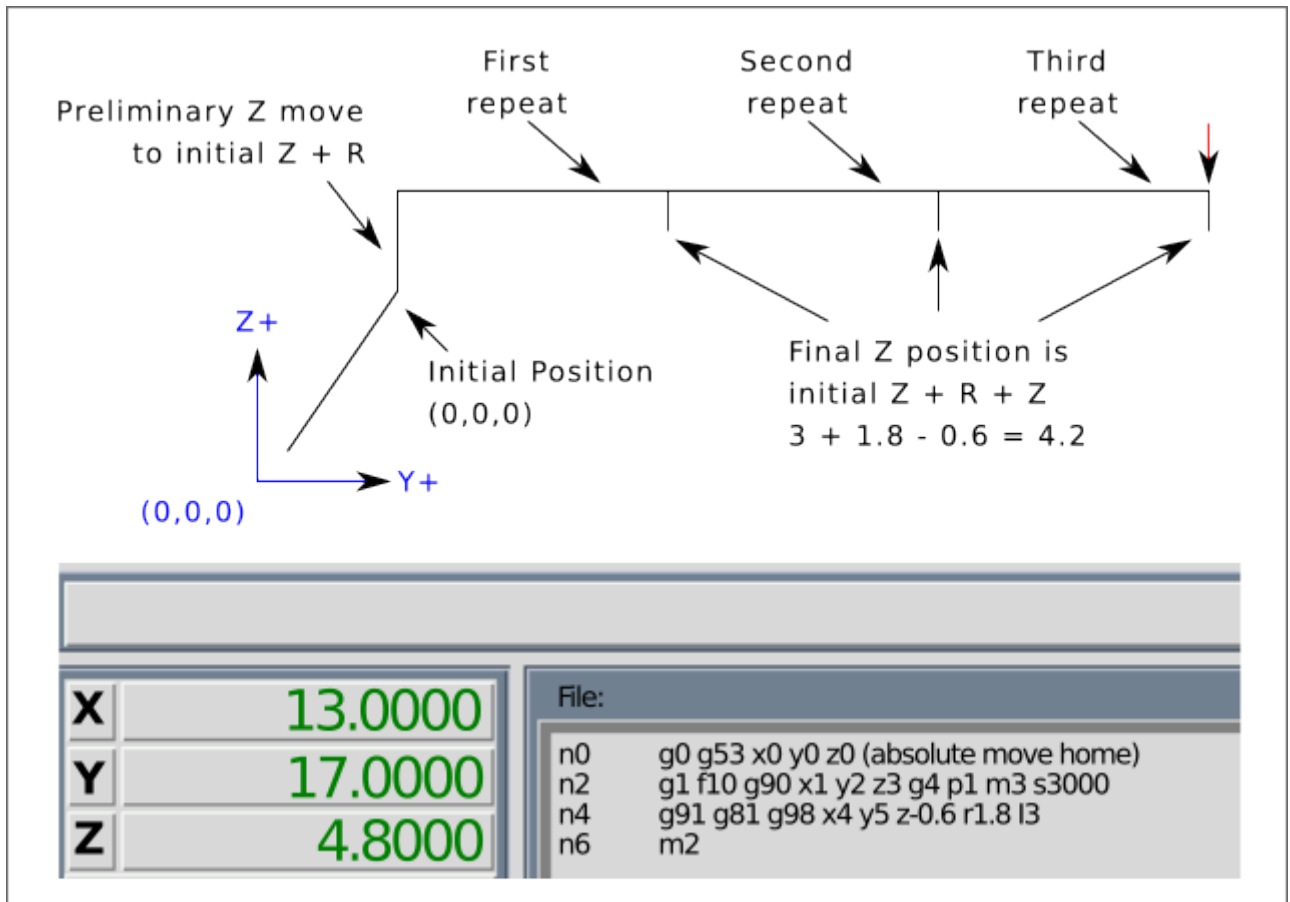 First
repeat
Second
repeat
Third
repeat
Preliminary Z move
to initial Z + R
Z+
Initial Position
(0,0,0)
Final Z position is
initial Z + R + Z
3 + 1.8 - 0.6 = 4.2
Y+
(0,0,0)
X 13.0000
Y 17.0000
Z 4.8000
File:
n0 g0 g53 x0 y0 z0 (absolute move home)
n2 g1 f10 g90 x1 y2 z3 g4 p1 m3 s3000
n4 g91 g81 g98 x4 y5 z-0.6 r1.8 l3
n6 m2